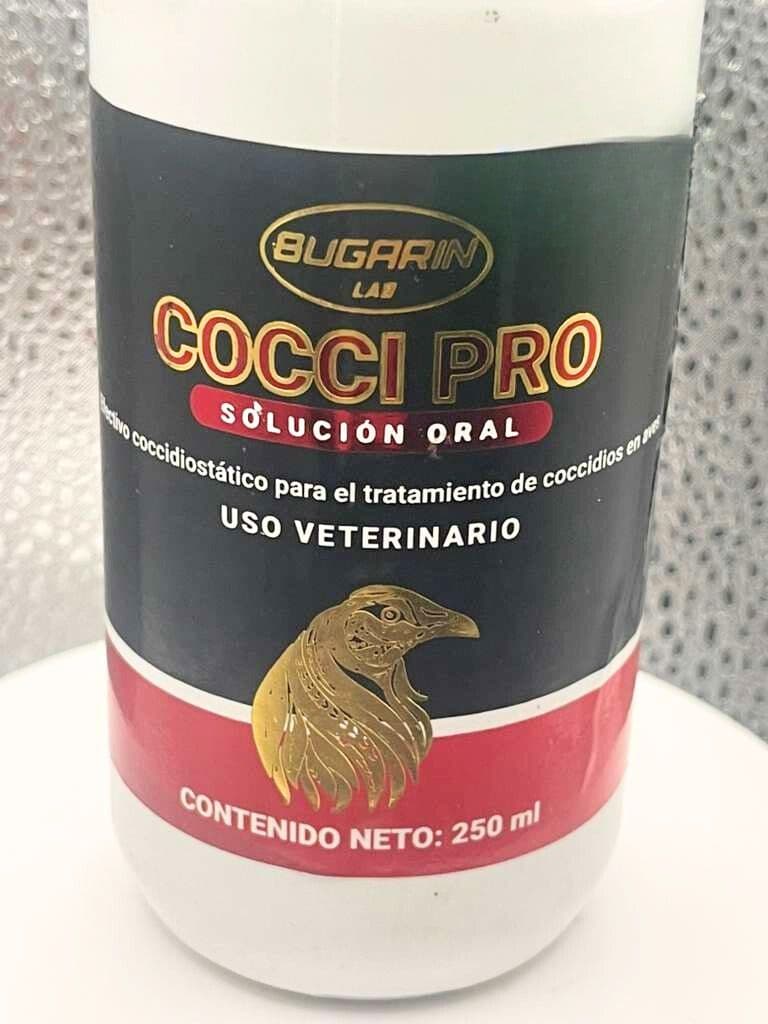 BUGARIN
LAB
COCCI PRO
SOLUCIÓN ORAL
Efectivo coccidiostático para el tratamiento de coccidios en aves
USO VETERINARIO
CONTENIDO NETO: 250 ml